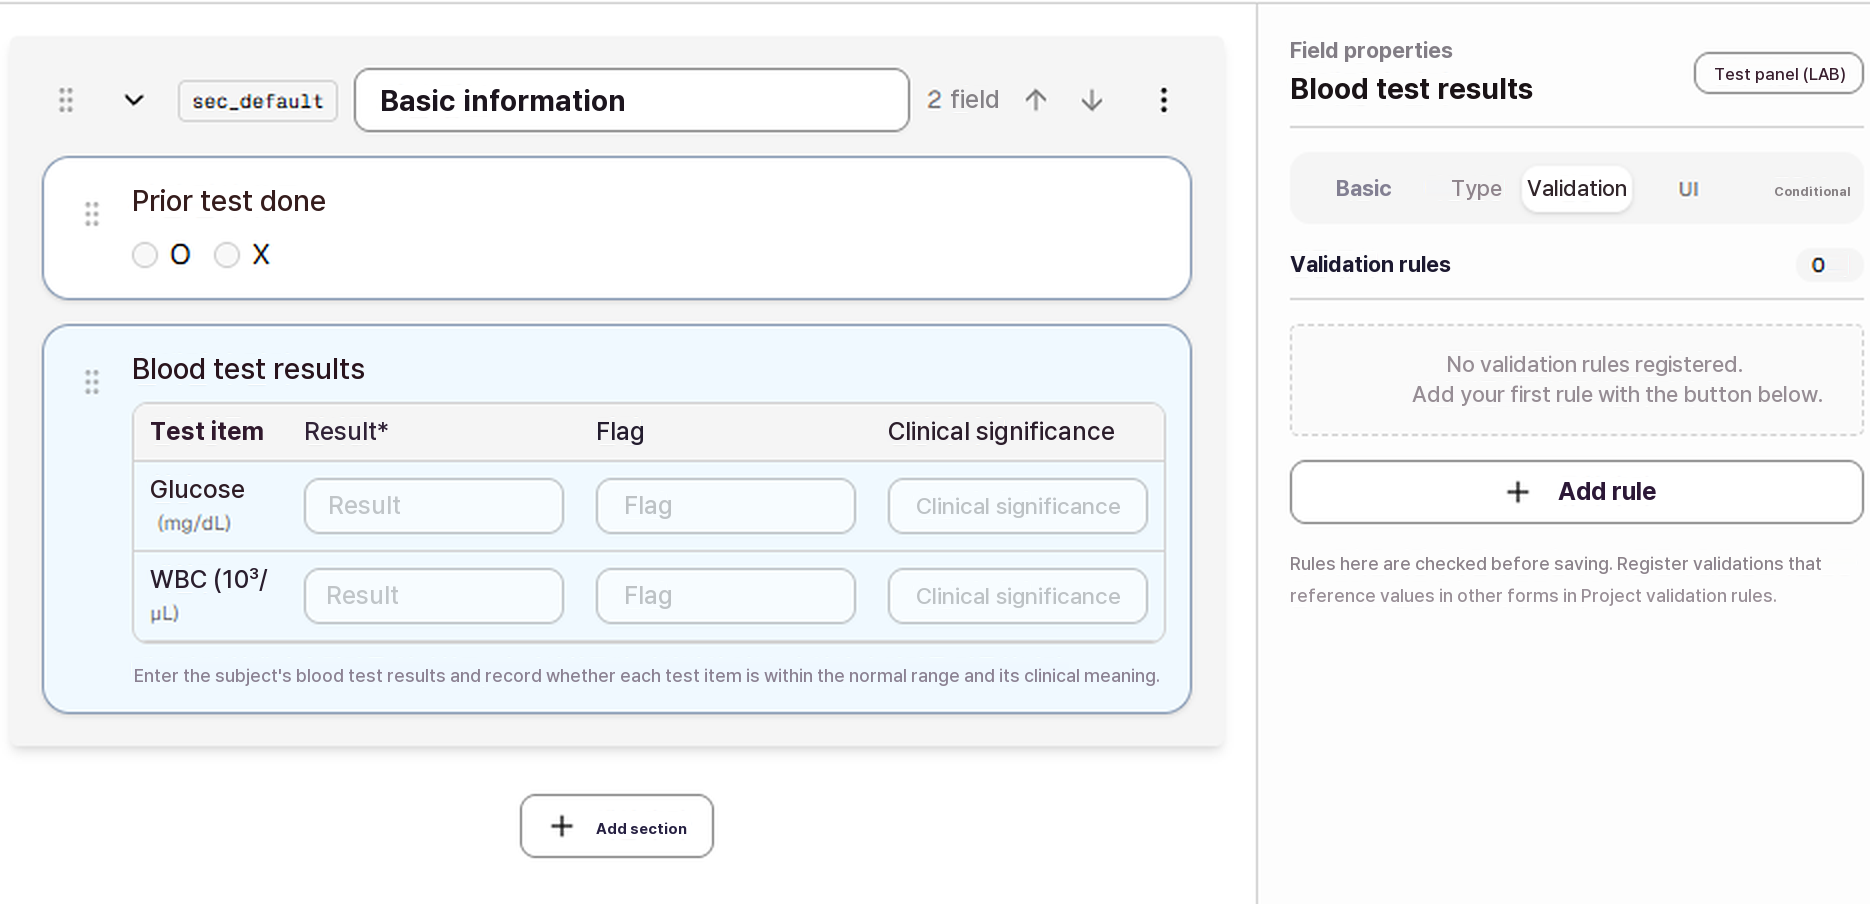 sec_default
Basic information
2 field
Prior test done
O
X
Blood test results
Test item
Result*
Flag
Clinical significance
Glucose
(mg/dL)
Result
Flag
Clinical significance
WBC (10³/
µL)
Result
Flag
Clinical significance
Enter the subject's blood test results and record whether each test item is within the normal range and its clinical meaning.
Add section
Field properties
Blood test results
Test panel (LAB)
Basic
Type
Validation
UI
Conditional
Validation rules
0
No validation rules registered.
Add your first rule with the button below.
Add rule
Rules here are checked before saving. Register validations that
reference values in other forms in Project validation rules.